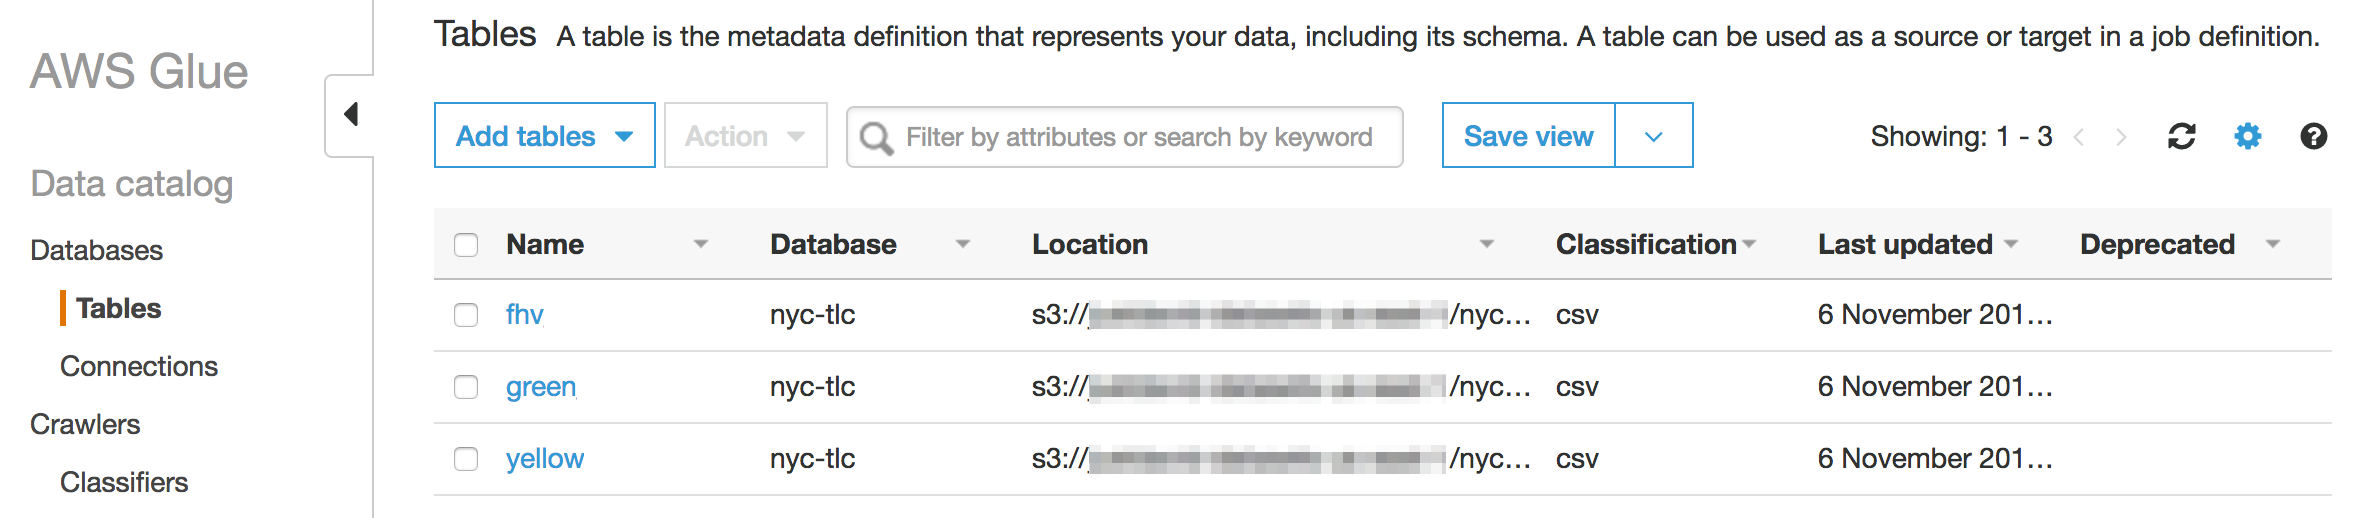 AWS Glue
Data catalog
Databases
Tables
Connections
Crawlers
Classifiers
Tables A table is the metadata definition that represents your data, including its schema. A table can be used as a source or target in a job definition.
Add tables Action Filter by attributes or search by keyword Save view Showing: 1 - 3
Name Database Location Classification Last updated Deprecated
fhv nyc-tlc s3:// /nyc... csv 6 November 201...
green nyc-tlc s3:// /nyc... csv 6 November 201...
yellow nyc-tlc s3:// /nyc... csv 6 November 201...